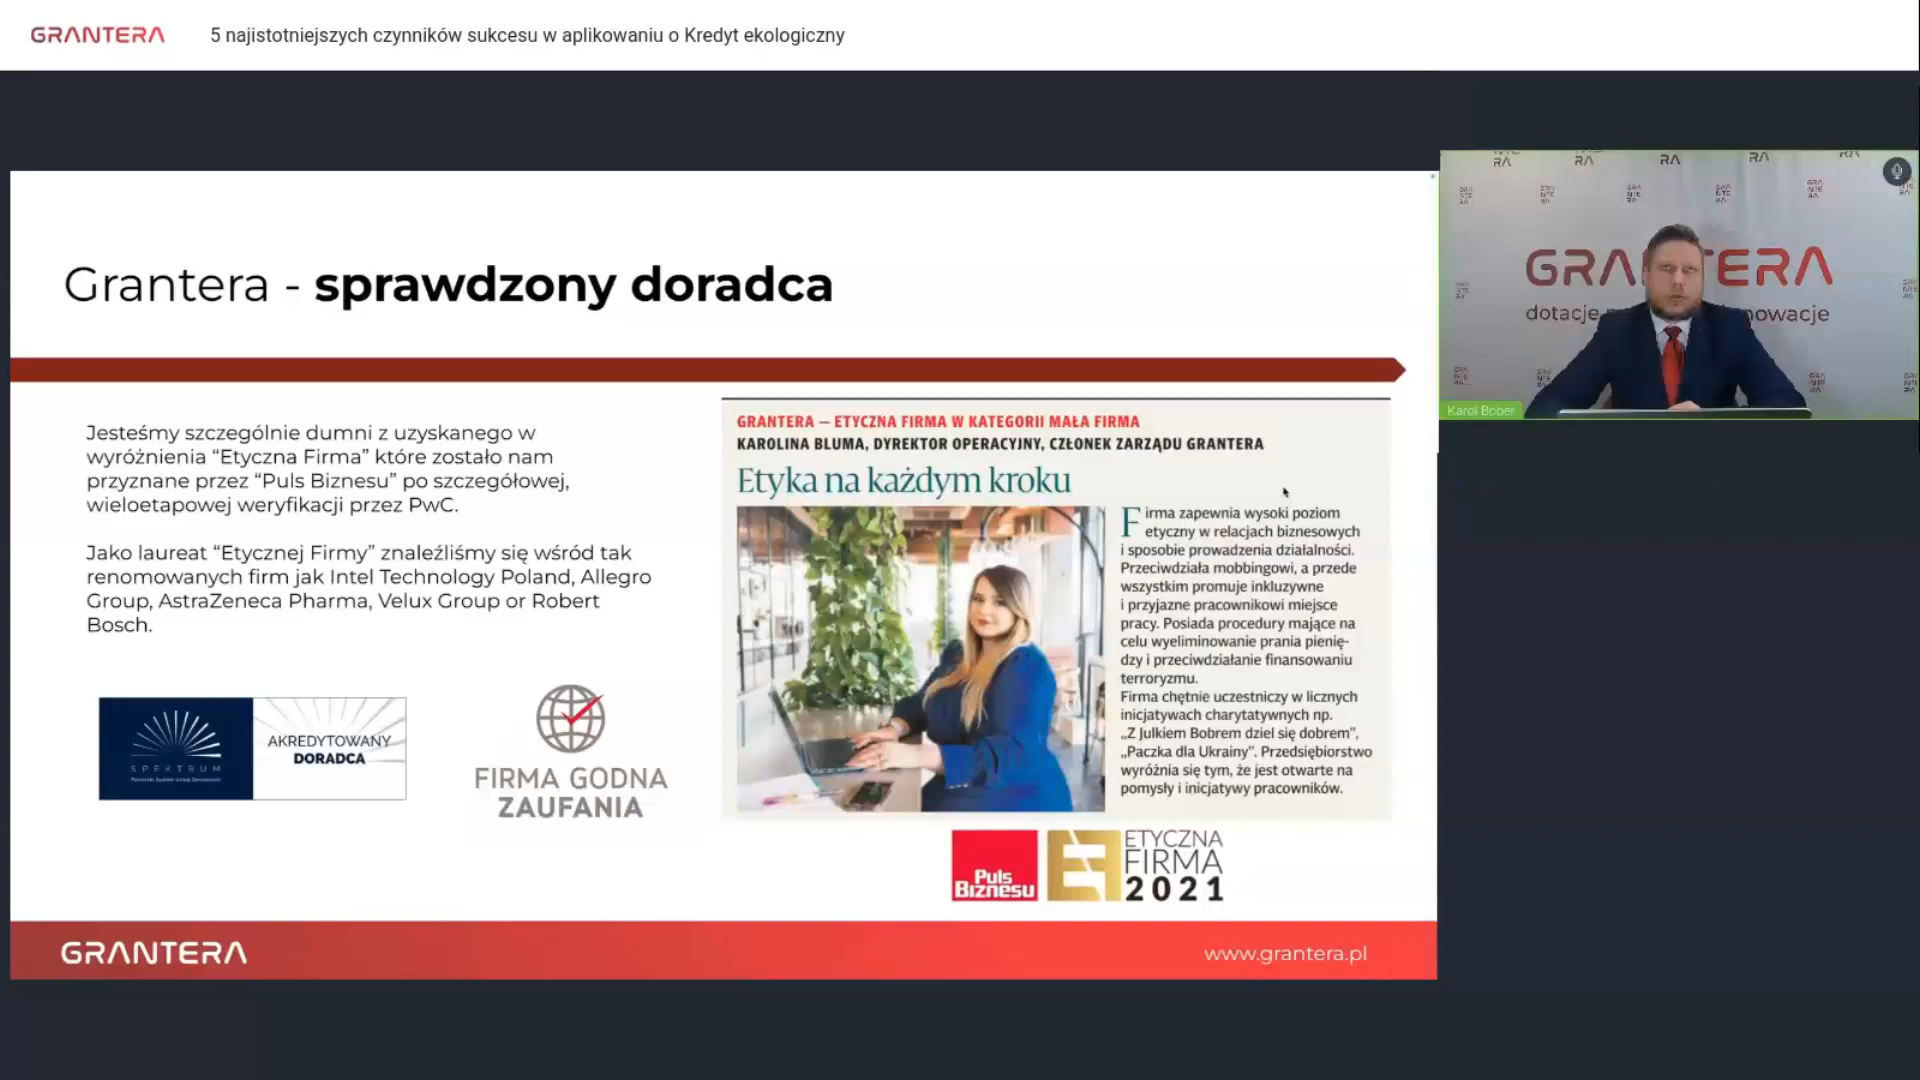 GRANTERA
5 najistotniejszych czynników sukcesu w aplikowaniu o Kredyt ekologiczny
Grantera - sprawdzony doradca
Jesteśmy szczególnie dumni z uzyskanego w
wyróżnienia “Etyczna Firma” które zostało nam
przyznane przez “Puls Biznesu” po szczegółowej,
wieloetapowej weryfikacji przez PwC.
Jako laureat “Etycznej Firmy” znaleźliśmy się wśród tak
renomowanych firm jak Intel Technology Poland, Allegro
Group, AstraZeneca Pharma, Velux Group or Robert
Bosch.
SPEKTRUM
AKREDYTOWANY
DORADCA
FIRMA GODNA
ZAUFANIA
GRANTERA – ETYCZNA FIRMA W KATEGORII MAŁA FIRMA
KAROLINA BLUMA, DYREKTOR OPERACYJNY, CZŁONEK ZARZĄDU GRANTERA
Etyka na każdym kroku
Firma zapewnia wysoki poziom
etyczny w relacjach biznesowych
i sposobie prowadzenia działalności.
Przeciwdziała mobbingowi, a przede
wszystkim promuje inkluzywne
i przyjazne pracownikowi miejsce
pracy. Posiada procedury mające na
celu wyeliminowanie prania pienię-
dzy i przeciwdziałanie finansowaniu
terroryzmu.
Firma chętnie uczestniczy w licznych
inicjatywach charytatywnych np.
„Z Julkiem Bobrem dziel się dobrem”,
„Paczka dla Ukrainy”. Przedsiębiorstwo
wyróżnia się tym, że jest otwarte na
pomysły i inicjatywy pracowników.
Puls
Biznesu
ETYCZNA
FIRMA
2021
GRANTERA
www.grantera.pl
GRA TERA
dotacje nowacje
Karol Bober